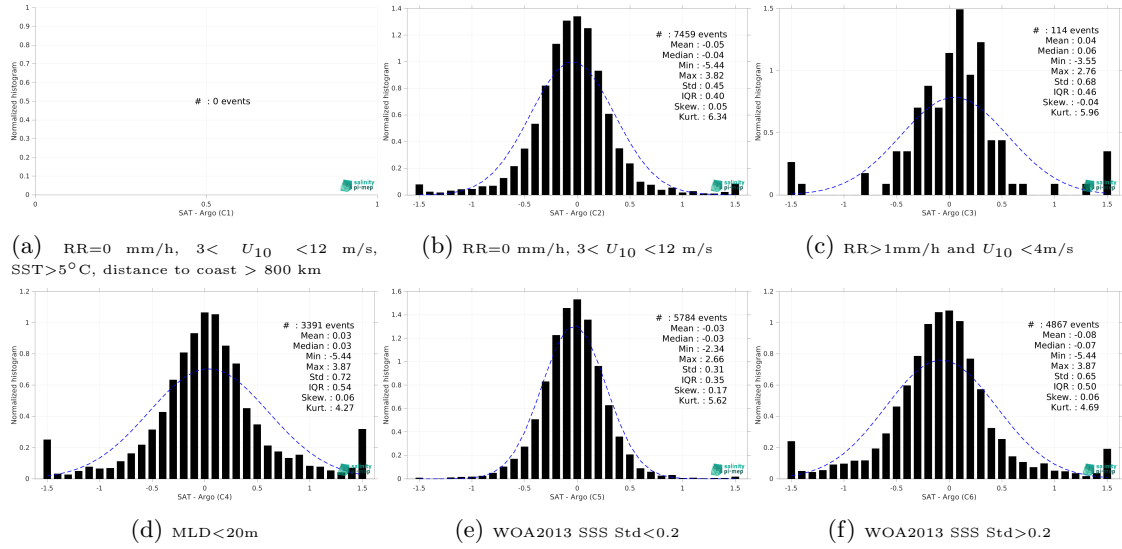 Normalized histogram
1
0.9
0.8
0.7
0.6
0.5
0.4
0.3
0.2
0.1
0
# : 0 events
0
0.5
1
SAT - Argo (C1)
salinity
pi-mep
(a) RR=0 mm/h, 3< U10 <12 m/s,
SST>5°C, distance to coast > 800 km
Normalized histogram
1.4
1.2
1
0.8
0.6
0.4
0.2
0
# : 7459 events
Mean : -0.05
Median : -0.04
Min : -5.44
Max : 3.82
Std : 0.45
IQR : 0.40
Skew. : 0.05
Kurt. : 6.34
-1.5
-1
-0.5
0
0.5
1
1.5
SAT - Argo (C2)
salinity
pi-mep
(b) RR=0 mm/h, 3< U10 <12 m/s
Normalized histogram
1.5
1
0.5
0
# : 114 events
Mean : 0.04
Median : 0.06
Min : -3.55
Max : 2.76
Std : 0.68
IQR : 0.46
Skew. : -0.04
Kurt. : 5.96
-1.5
-1
-0.5
0
0.5
1
1.5
SAT - Argo (C3)
salinity
pi-mep
(c) RR>1mm/h and U10 <4m/s
Normalized histogram
1.2
1
0.8
0.6
0.4
0.2
0
# : 3391 events
Mean : 0.03
Median : 0.03
Min : -5.44
Max : 3.87
Std : 0.72
IQR : 0.54
Skew. : 0.06
Kurt. : 4.27
-1.5
-1
-0.5
0
0.5
1
1.5
SAT - Argo (C4)
salinity
pi-mep
(d) MLD<20m
Normalized histogram
1.6
1.4
1.2
1
0.8
0.6
0.4
0.2
0
# : 5784 events
Mean : -0.03
Median : -0.03
Min : -2.34
Max : 2.66
Std : 0.31
IQR : 0.35
Skew. : 0.17
Kurt. : 5.62
-1.5
-1
-0.5
0
0.5
1
1.5
SAT - Argo (C5)
salinity
pi-mep
(e) WOA2013 SSS Std<0.2
Normalized histogram
1.2
1
0.8
0.6
0.4
0.2
0
# : 4867 events
Mean : -0.08
Median : -0.07
Min : -5.44
Max : 3.87
Std : 0.65
IQR : 0.50
Skew. : 0.06
Kurt. : 4.69
-1.5
-1
-0.5
0
0.5
1
1.5
SAT - Argo (C6)
salinity
pi-mep
(f) WOA2013 SSS Std>0.2